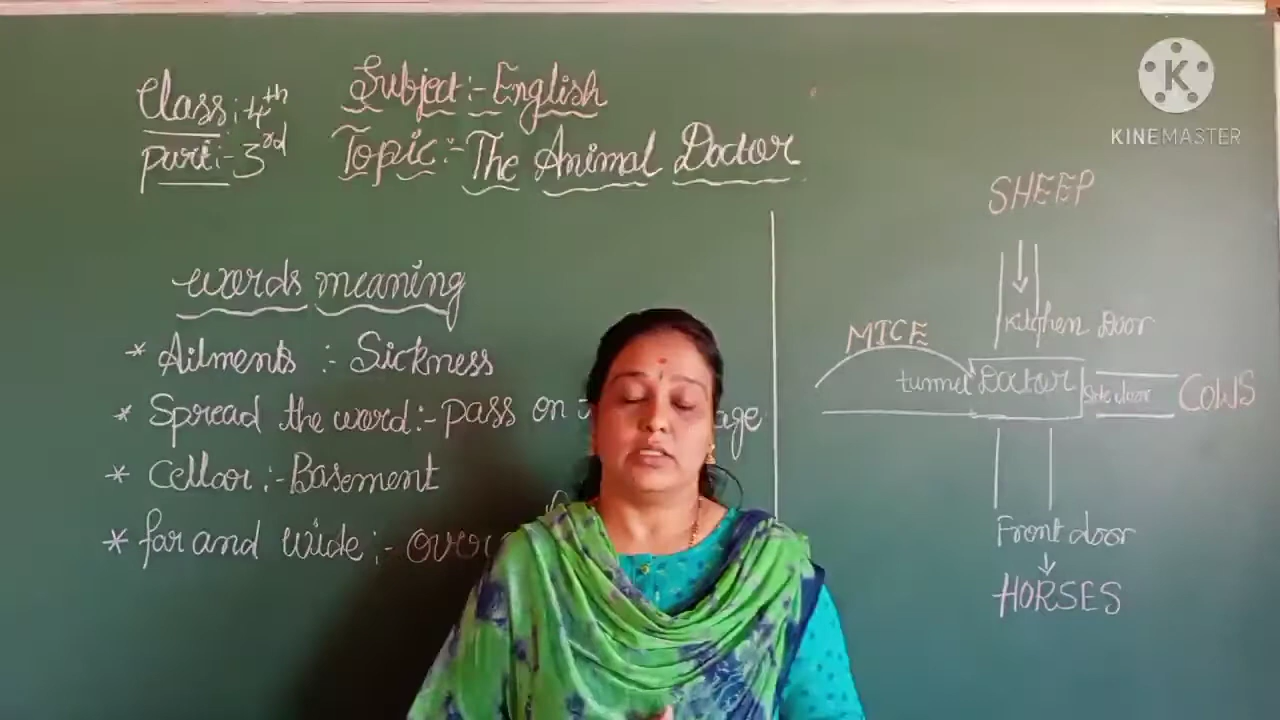 Class:4th
Subject:-English
Part:-3rd
Topic:-The Animal Doctor
words meaning
* Ailments :- Sickness
* Spread the word:- pass on
* Cellar:- Basement
* far and wide:- over
SHEEP
Kitchen Door
MICE
tunnel Doctor Side door COWS
Front door
HORSES
K
KINEMASTER